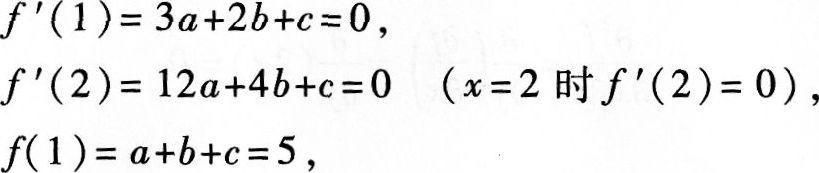 f′(1)=3a+2b+c=0,
f′(2)=12a+4b+c=0 (x=2 时 f′(2)=0),
f(1)=a+b+c=5,